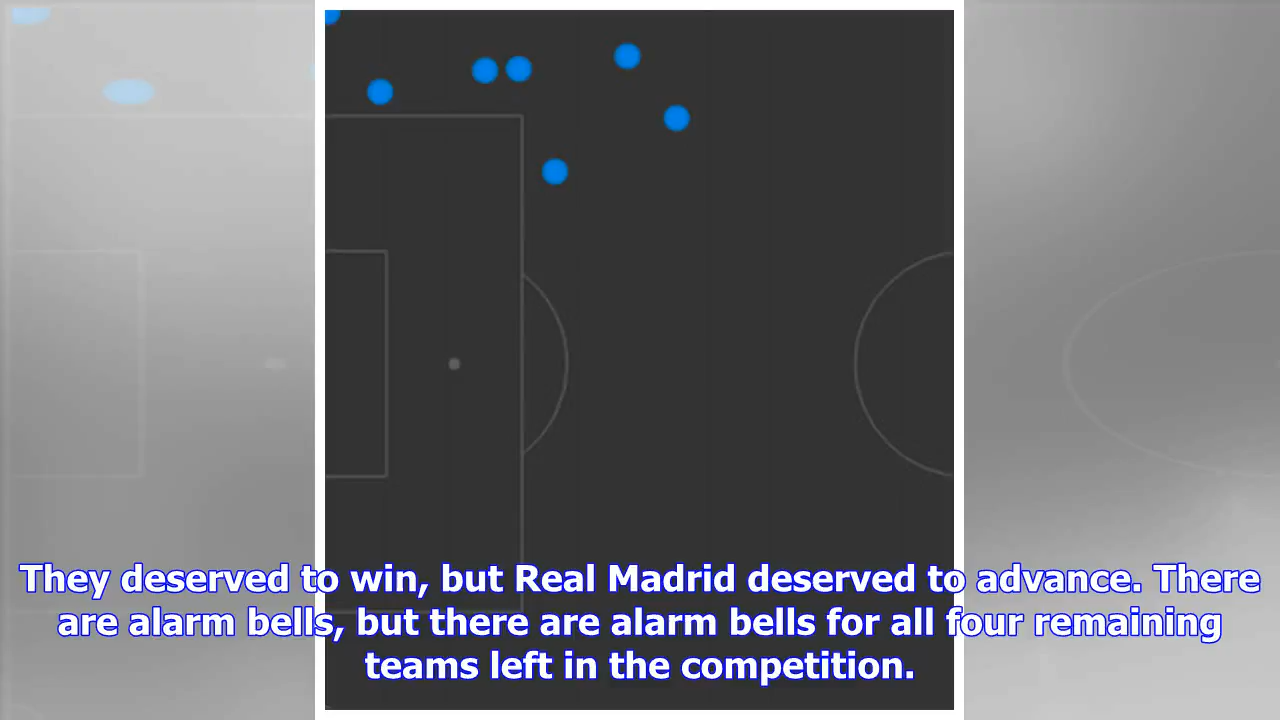 They deserved to win, but Real Madrid deserved to advance. There
are alarm bells, but there are alarm bells for all four remaining
teams left in the competition.